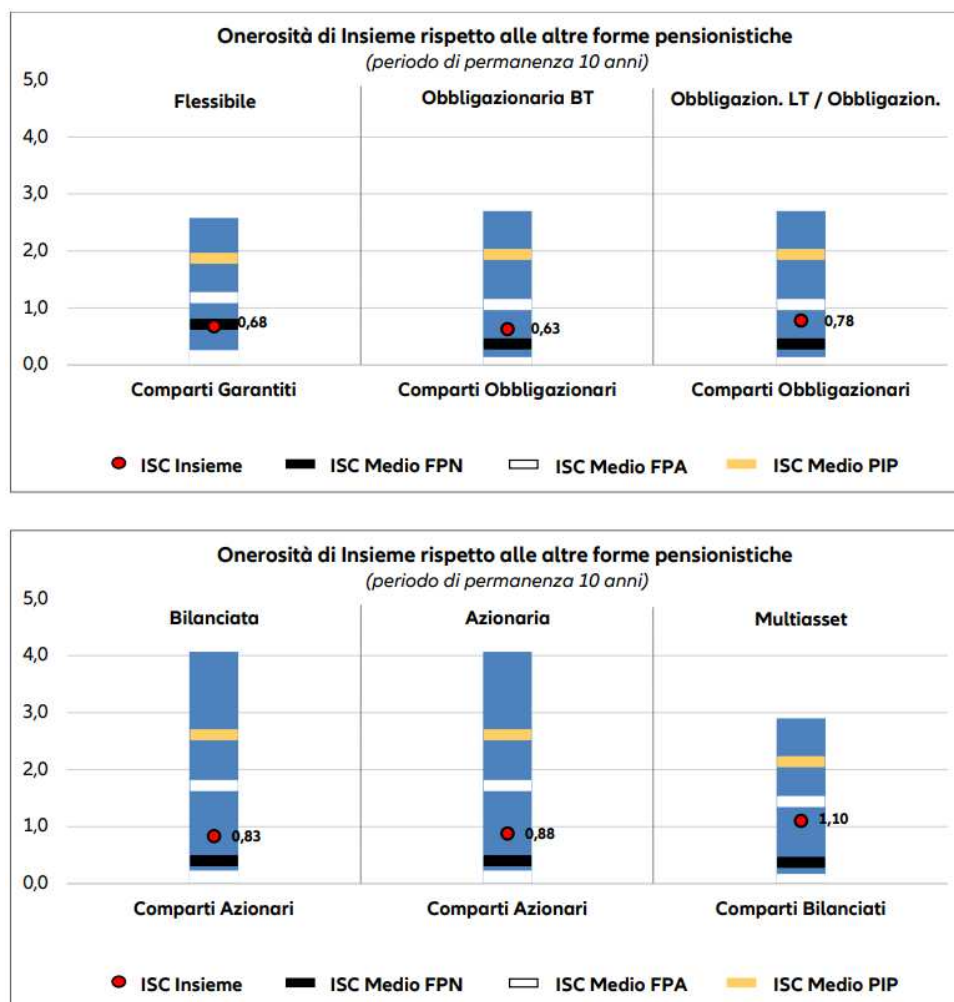 Onerosità di Insieme rispetto alle altre forme pensionistiche
(periodo di permanenza 10 anni)
5,0
Flessibile
Obbligazionaria BT
Obbligazion. LT / Obbligazion.
4,0
3,0
2,0
1,0
0,68
0,63
0,78
0,0
Comparti Garantiti
Comparti Obbligazionari
Comparti Obbligazionari
ISC Insieme
ISC Medio FPN
ISC Medio FPA
ISC Medio PIP
Onerosità di Insieme rispetto alle altre forme pensionistiche
(periodo di permanenza 10 anni)
5,0
Bilanciata
Azionaria
Multiasset
4,0
3,0
2,0
1,0
0,83
0,88
1,10
0,0
Comparti Azionari
Comparti Azionari
Comparti Bilanciati
ISC Insieme
ISC Medio FPN
ISC Medio FPA
ISC Medio PIP